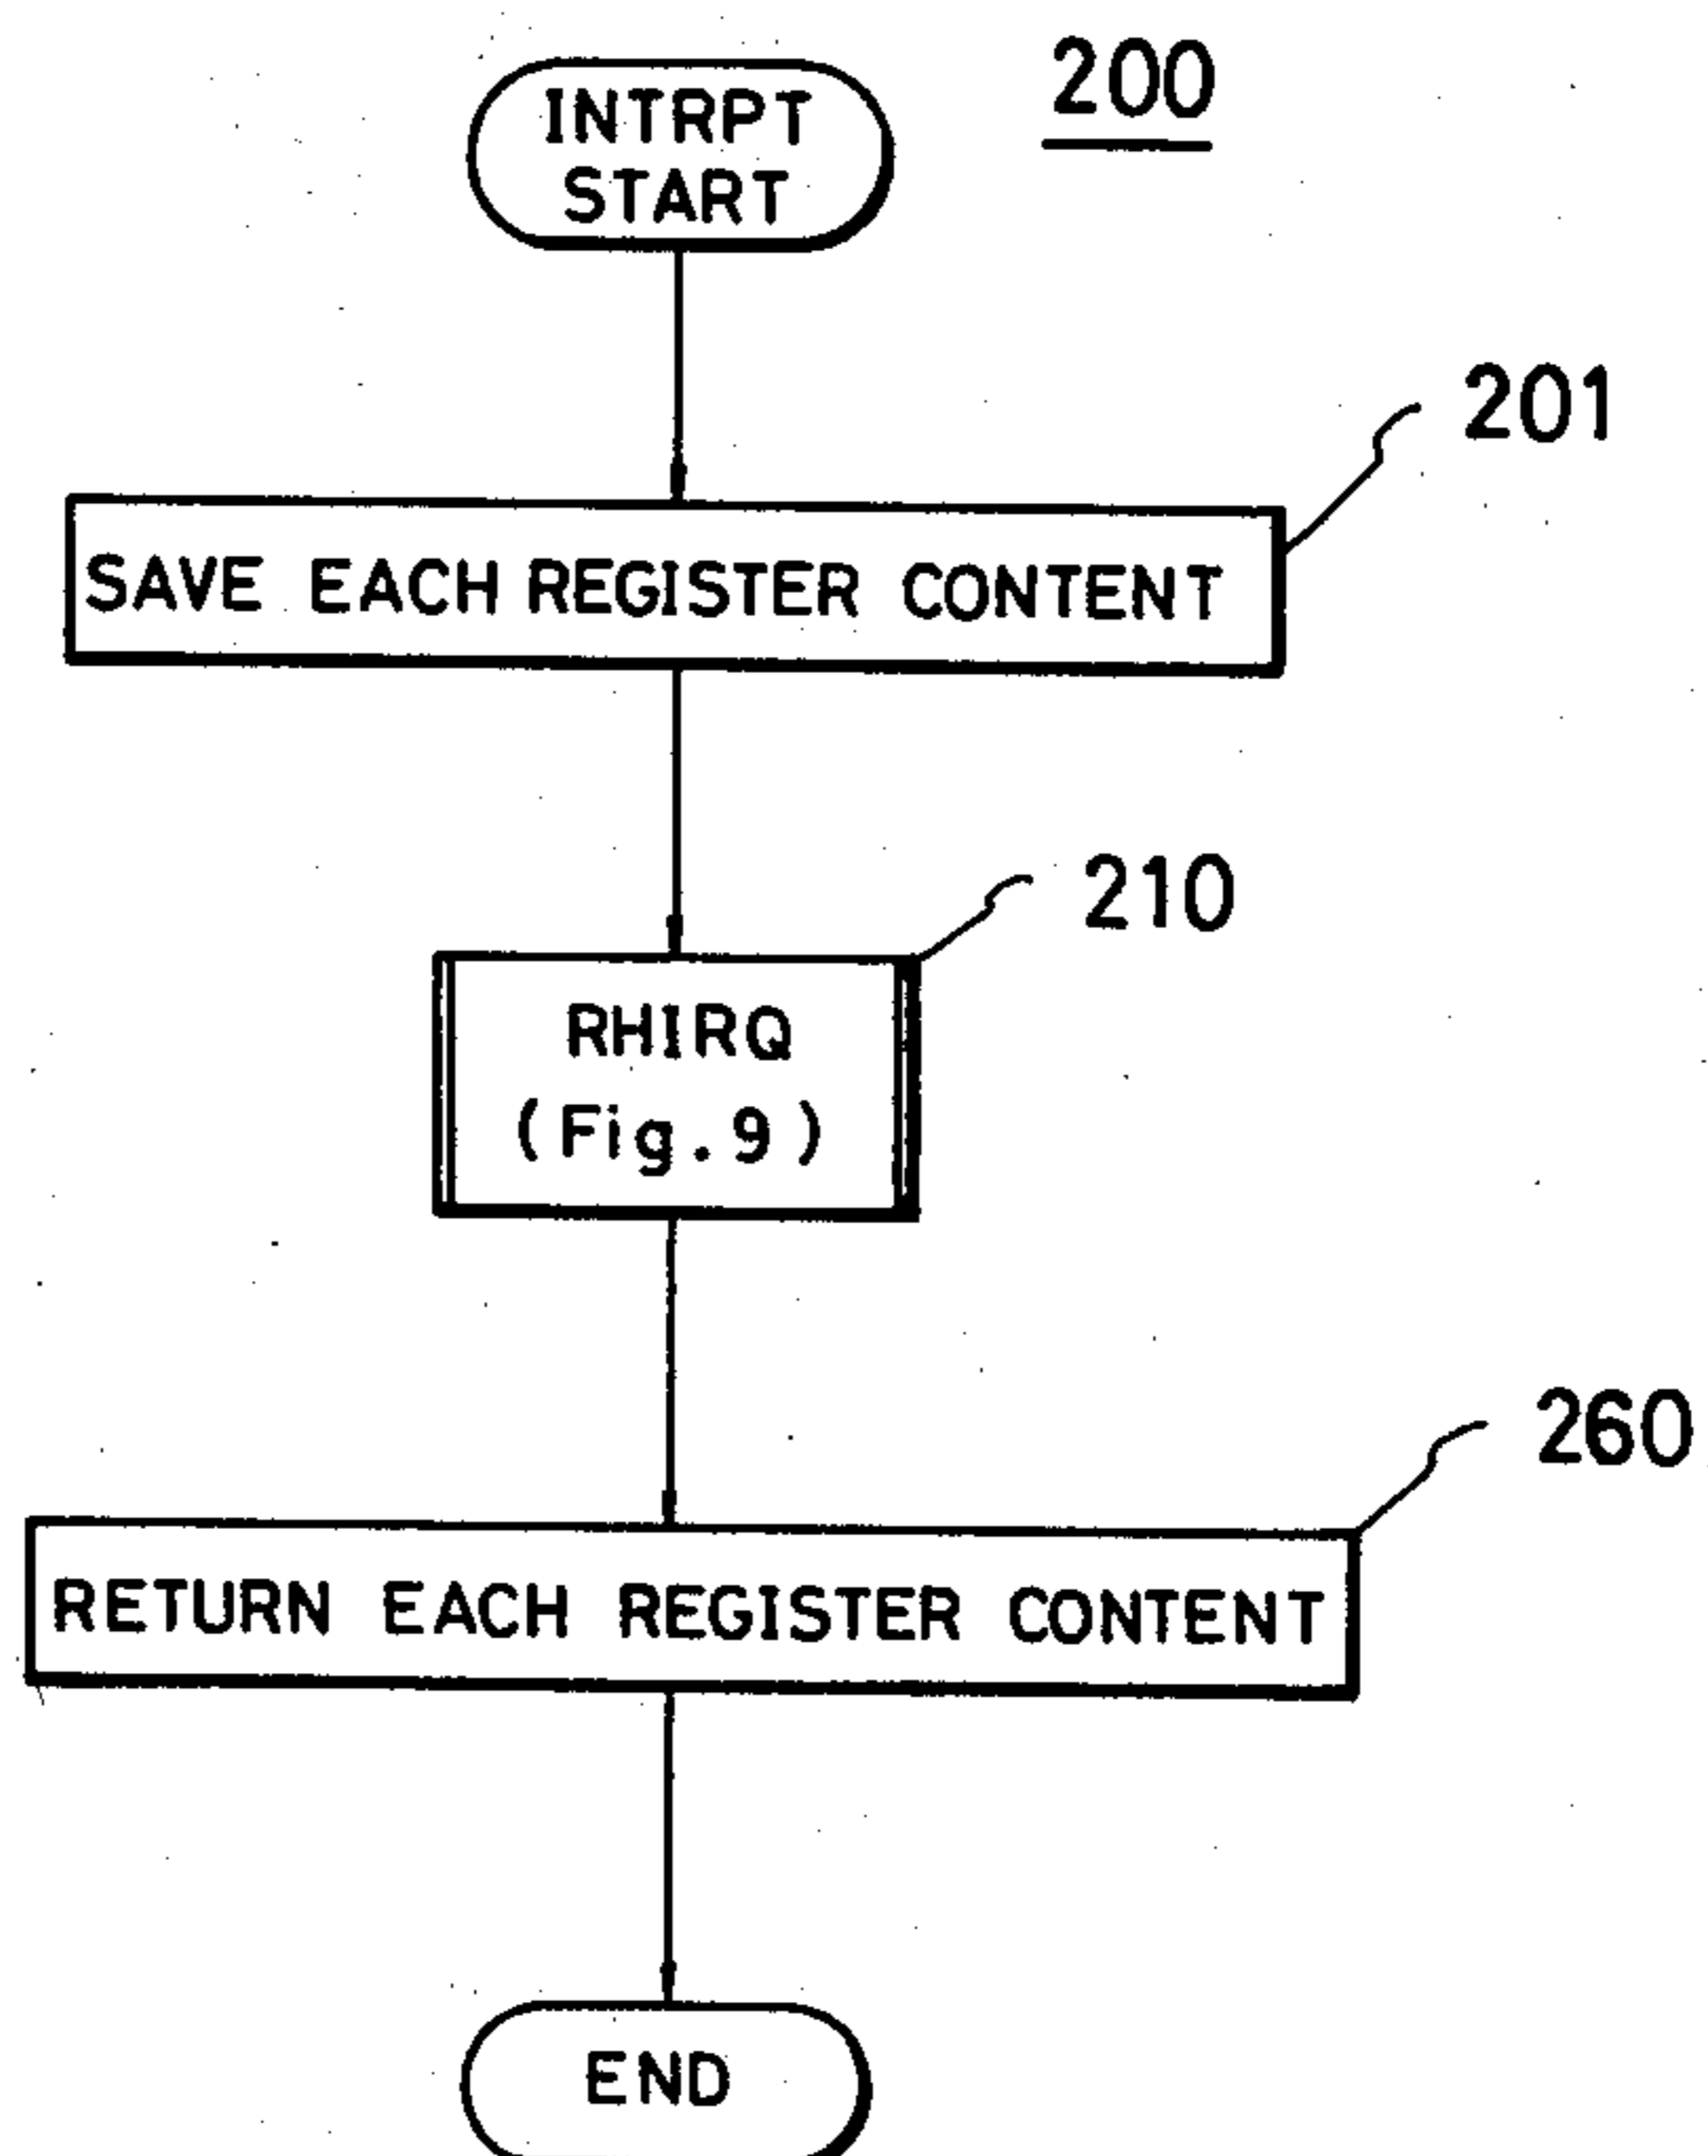 200
INTRPT
START
201
SAVE EACH REGISTER CONTENT
210
RHIRQ
(Fig.9)
260
RETURN EACH REGISTER CONTENT
END